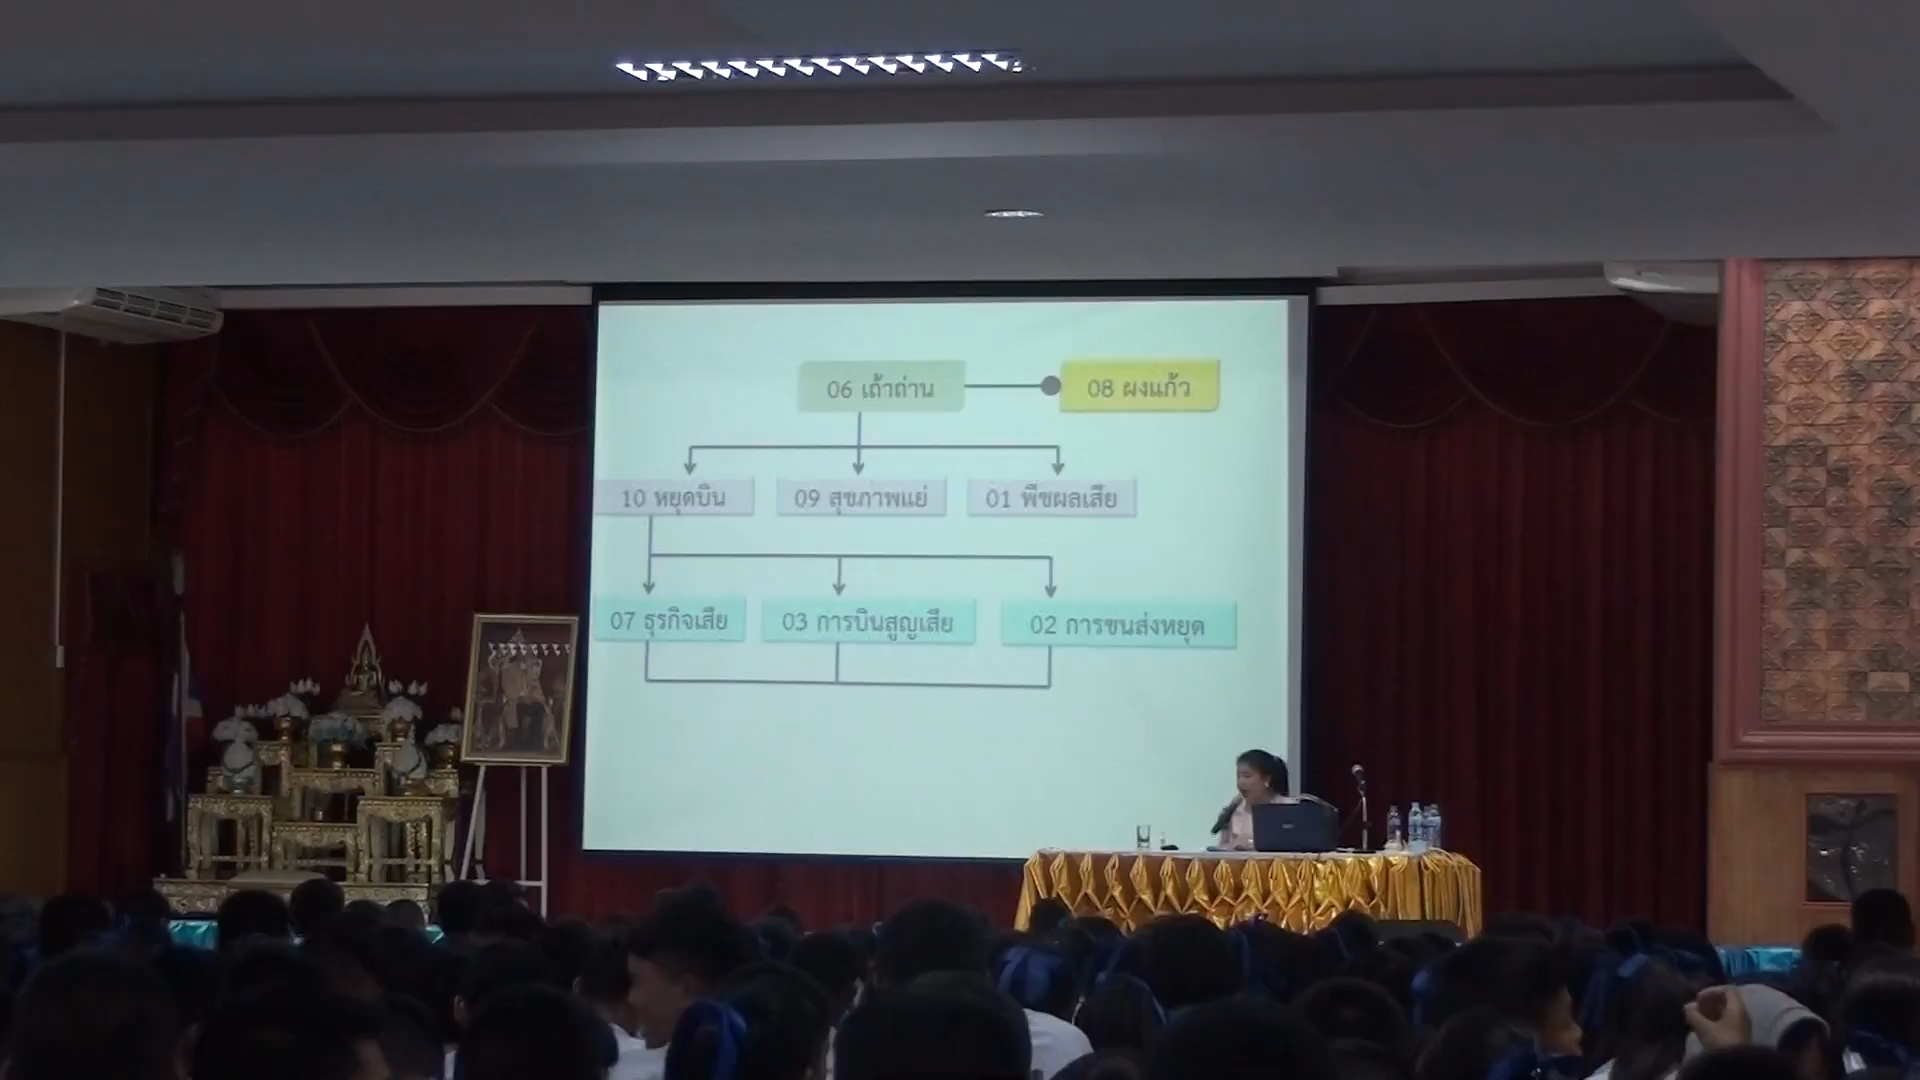 06 เถ้าถ่าน
08 ผงแก้ว
10 หยุดบิน
09 สุขภาพแย่
01 พืชผลเสีย
07 ธุรกิจเสีย
03 การบินสูญเสีย
02 การขนส่งหยุด